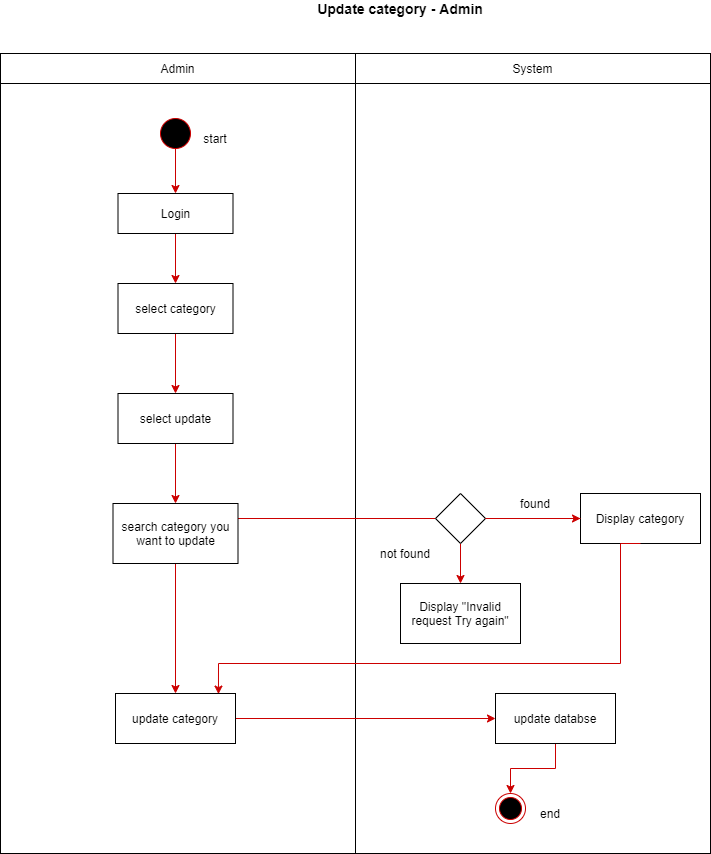 Update category - Admin
Admin
System
start
Login
select category
select update
search category you
want to update
found
Display category
not found
Display "Invalid
request Try again"
update category
update databse
end